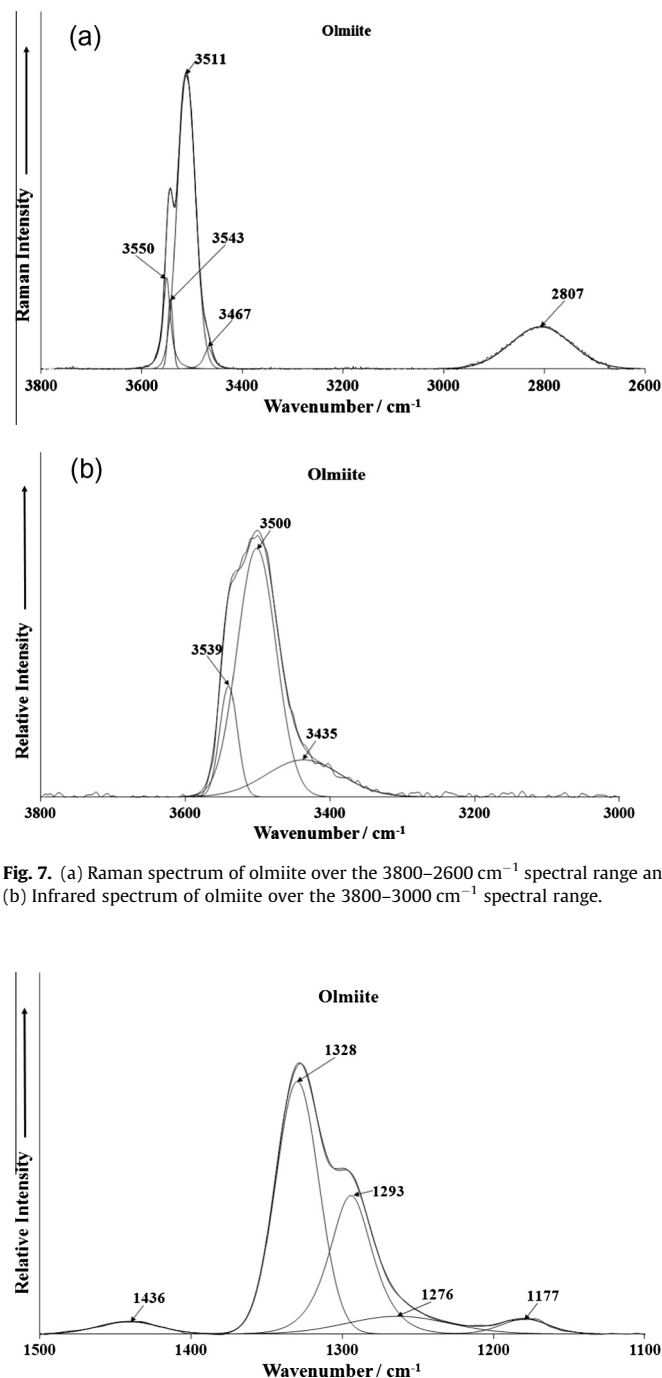 (a)
Olmiite
3511
3550
3543
3467
2807
Raman Intensity
3800 3600 3400 3200 3000 2800 2600
Wavenumber / cm-1
(b)
Olmiite
3500
3539
3435
Relative Intensity
3800 3600 3400 3200 3000
Wavenumber / cm-1
Fig. 7. (a) Raman spectrum of olmiite over the 3800–2600 cm−1 spectral range an
(b) Infrared spectrum of olmiite over the 3800–3000 cm−1 spectral range.
Olmiite
1328
1293
1276
1177
1436
Relative Intensity
1500 1400 1300 1200 1100
Wavenumber / cm-1